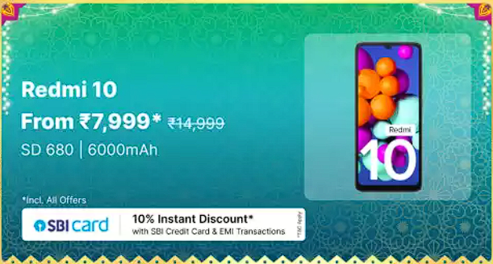 Redmi 10
From ₹7,999* ₹14,999
SD 680 | 6000mAh
Redmi
10
*Incl. All Offers
SBI card
10% Instant Discount*
with SBI Credit Card & EMI Transactions